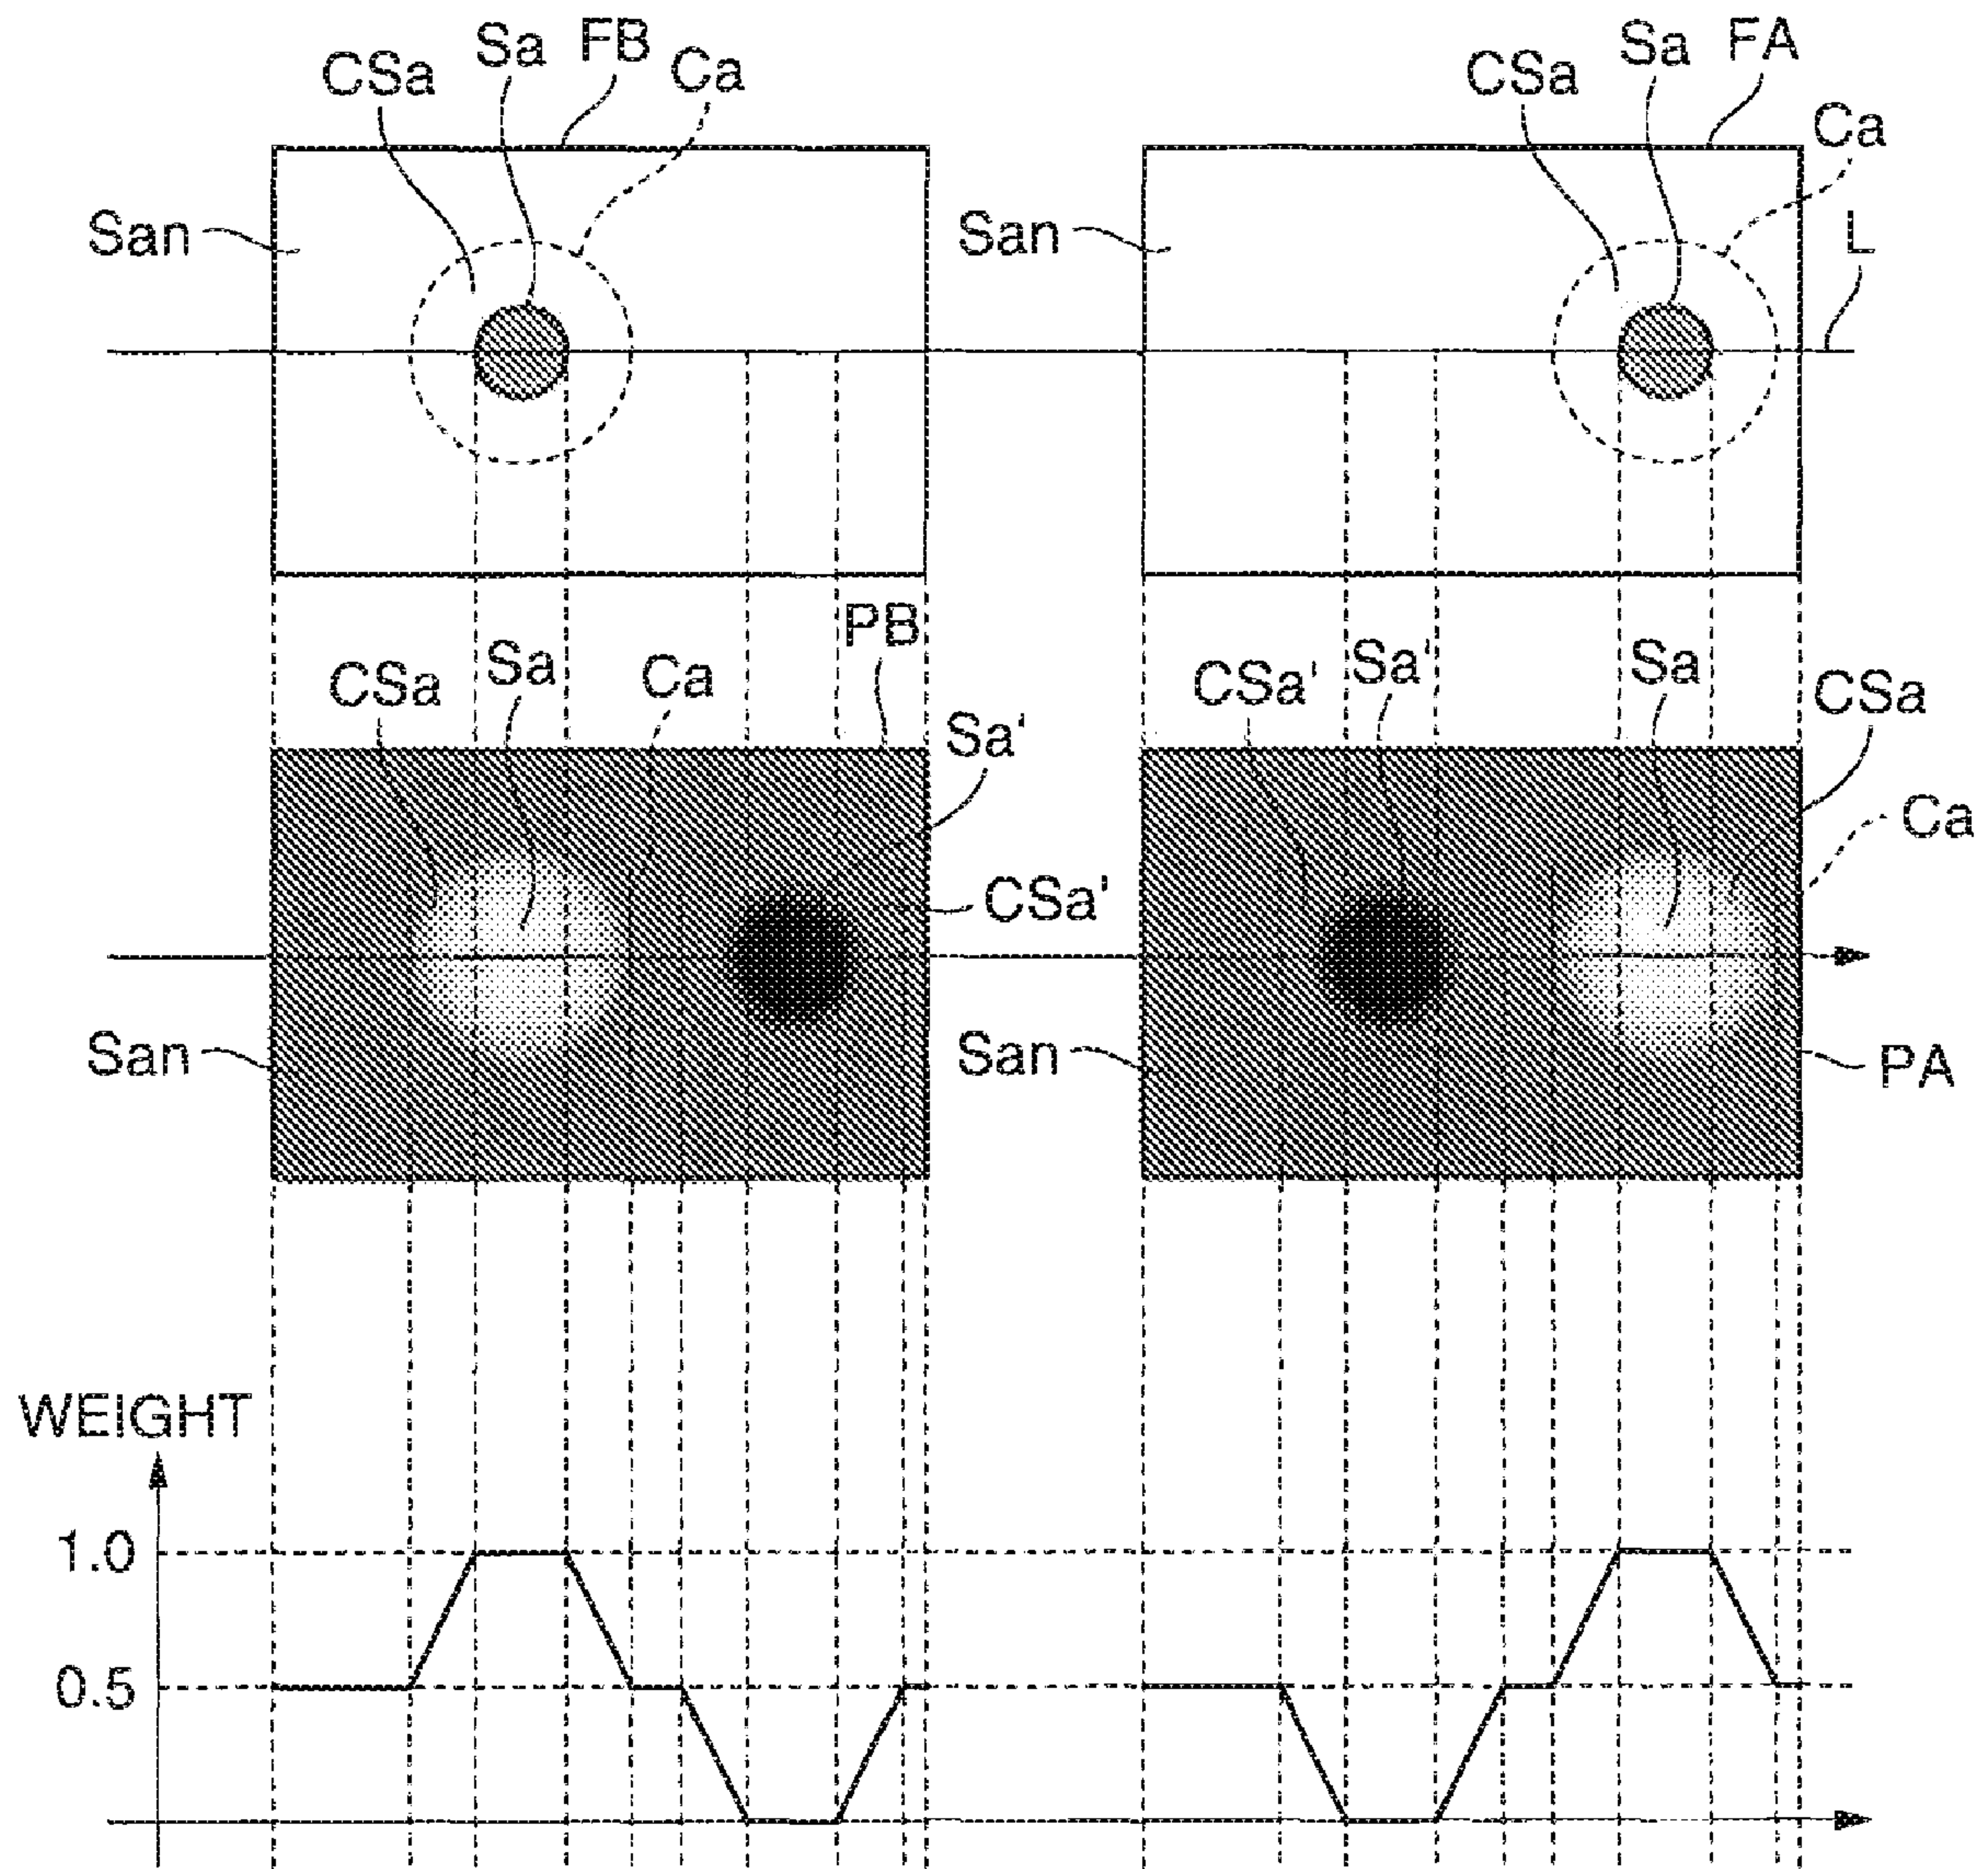 CSa Sa FB Ca
CSa Sa FA
Ca
San San L
PB
CSa Sa Ca CSa' Sa' Sa CSa
Sa'
Ca
CSa'
San San PA
WEIGHT
1.0
0.5